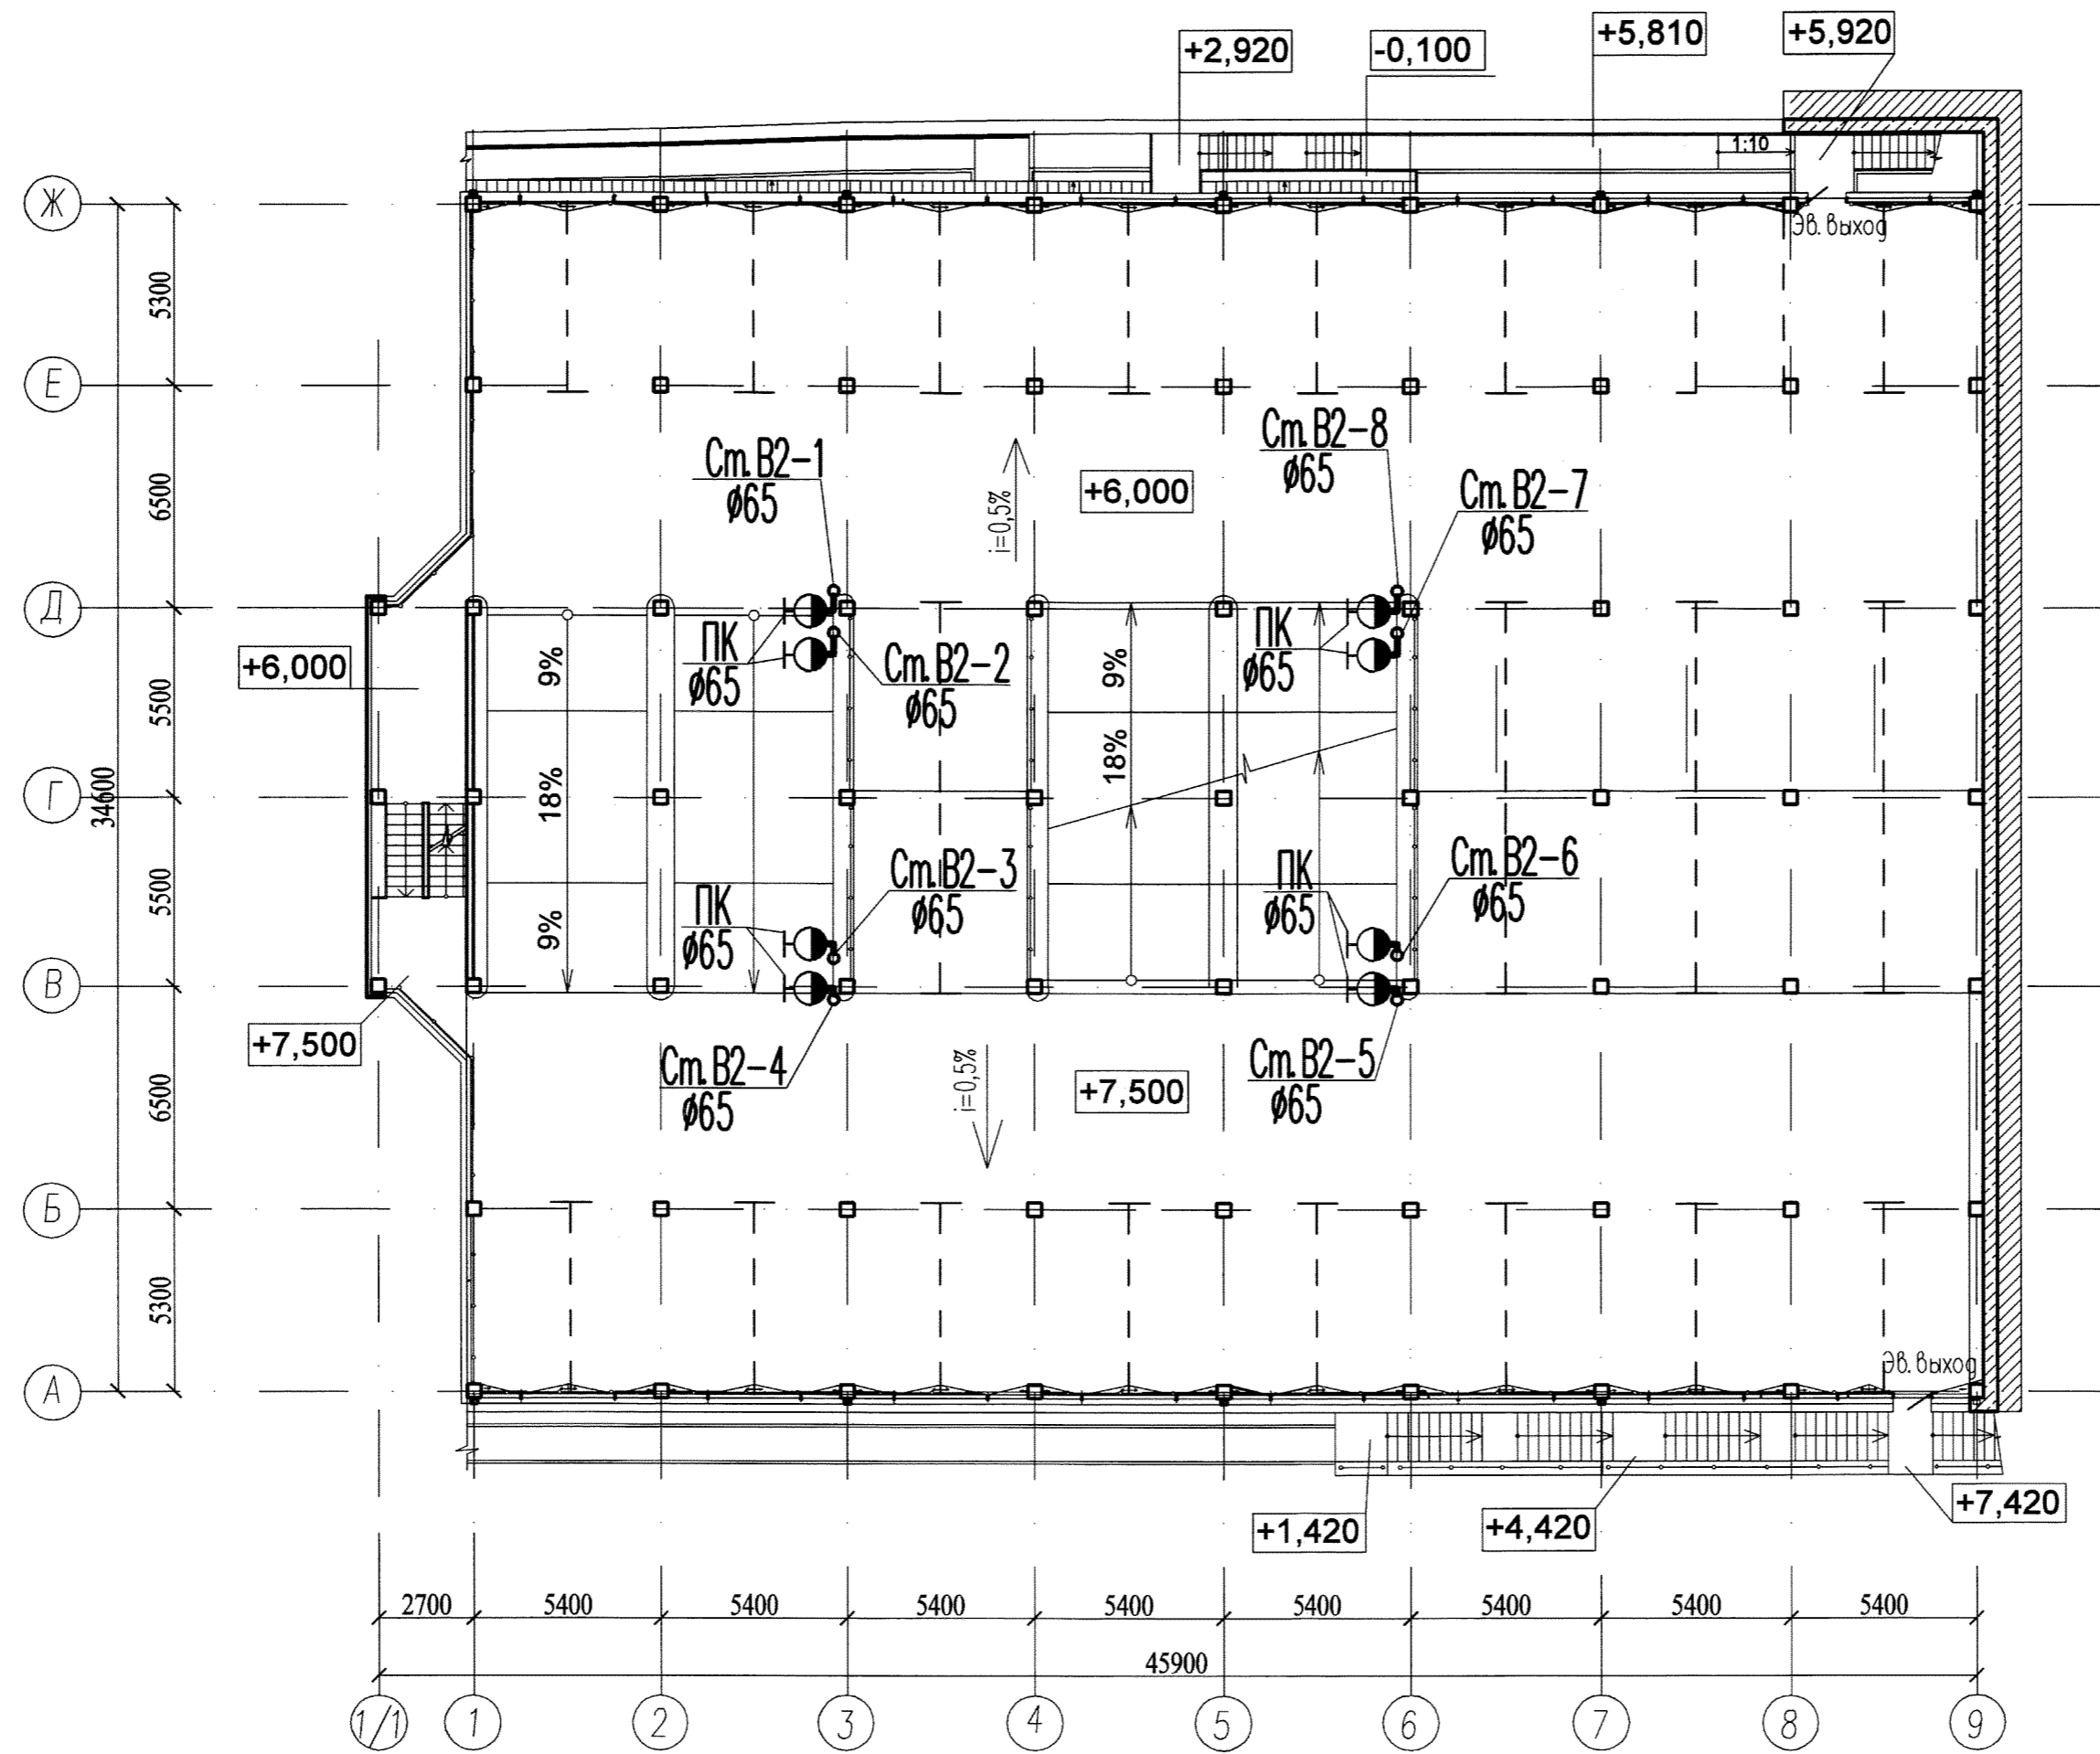 +2,920
-0,100
+5,810
+5,920
1:10
Ж
Эв. выход
5300
Е
Ст.В2-8
ø65
Ст.В2-1
ø65
6500
i=0,5%
+6,000
Ст.В2-7
ø65
Д
ПК
ø65
ПК
ø65
+6,000
9%
Ст.В2-2
ø65
9%
5500
18%
18%
Г
34600
5500
Ст.В2-3
ø65
Ст.В2-6
ø65
ПК
ø65
ПК
ø65
9%
В
+7,500
Ст.В2-4
ø65
i=0,5%
+7,500
Ст.В2-5
ø65
6500
Б
5300
Эв. выход
А
+1,420
+4,420
+7,420
2700
5400
5400
5400
5400
5400
5400
5400
5400
45900
1/1
1
2
3
4
5
6
7
8
9